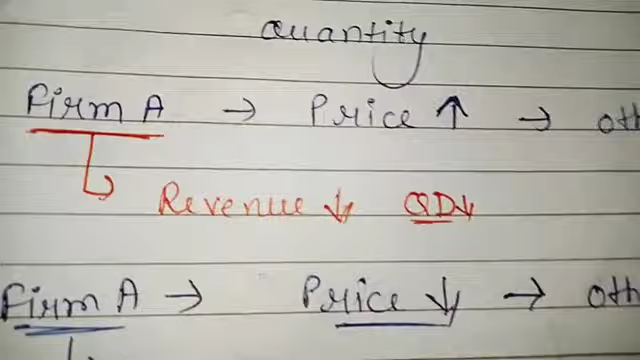 Quantity
Firm A → Price ↑ → oth
Revenue ↓ QD↓
Firm A → Price ↓ → oth